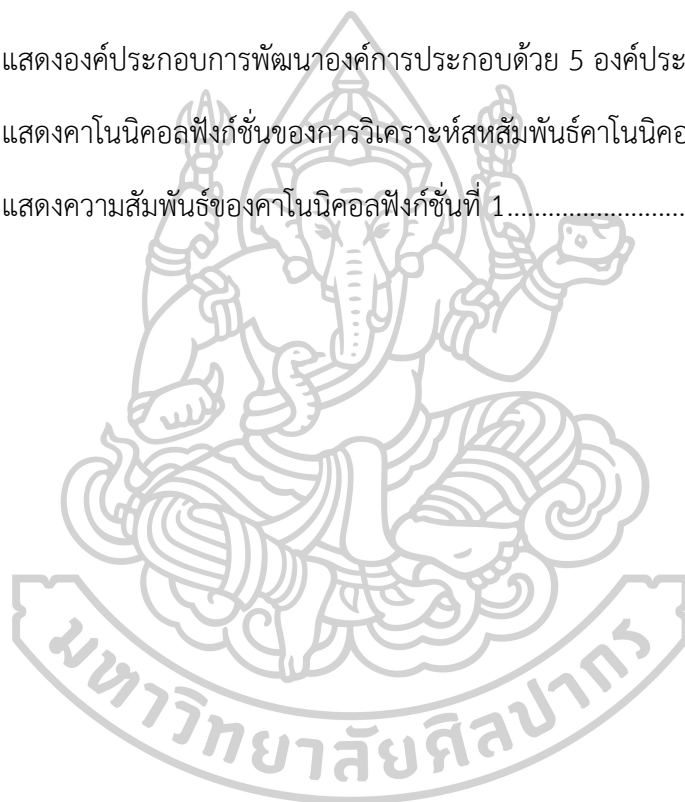 แสดงองค์ประกอบการพัฒนาองค์การประกอบด้วย 5 องค์ประ
แสดงคาโนนิคอลฟังก์ชั่นของการวิเคราะห์สหสัมพันธ์คาโนนิคอ
แสดงความสัมพันธ์ของคาโนนิคอลฟังก์ชั่นที่ 1..........................
มหาวิทยาลัยศิลปากร